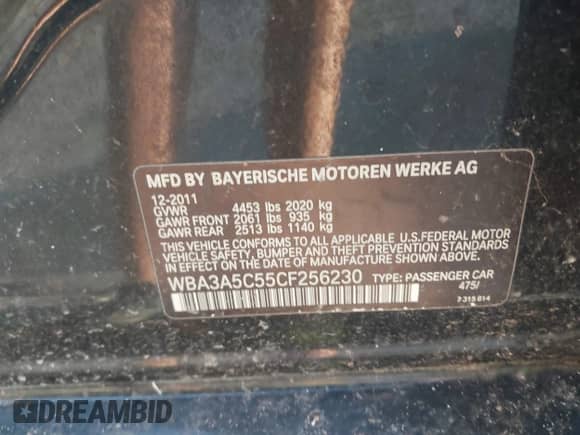 MFD BY BAYERISCHE MOTOREN WERKE AG
12-2011
GVWR 4453 lbs 2020 kg
GAWR FRONT 2061 lbs 935 kg
GAWR REAR 2513 lbs 1140 kg
THIS VEHICLE CONFORMS TO ALL APPLICABLE U.S.FEDERAL MOTOR
VEHICLE SAFETY, BUMPER AND THEFT PREVENTION STANDARDS
IN EFFECT ON THE DATE OF MANUFACTURE SHOWN ABOVE.
WBA3A5C55CF256230 TYPE: PASSENGER CAR
475/
7 315 814
DREAMBID